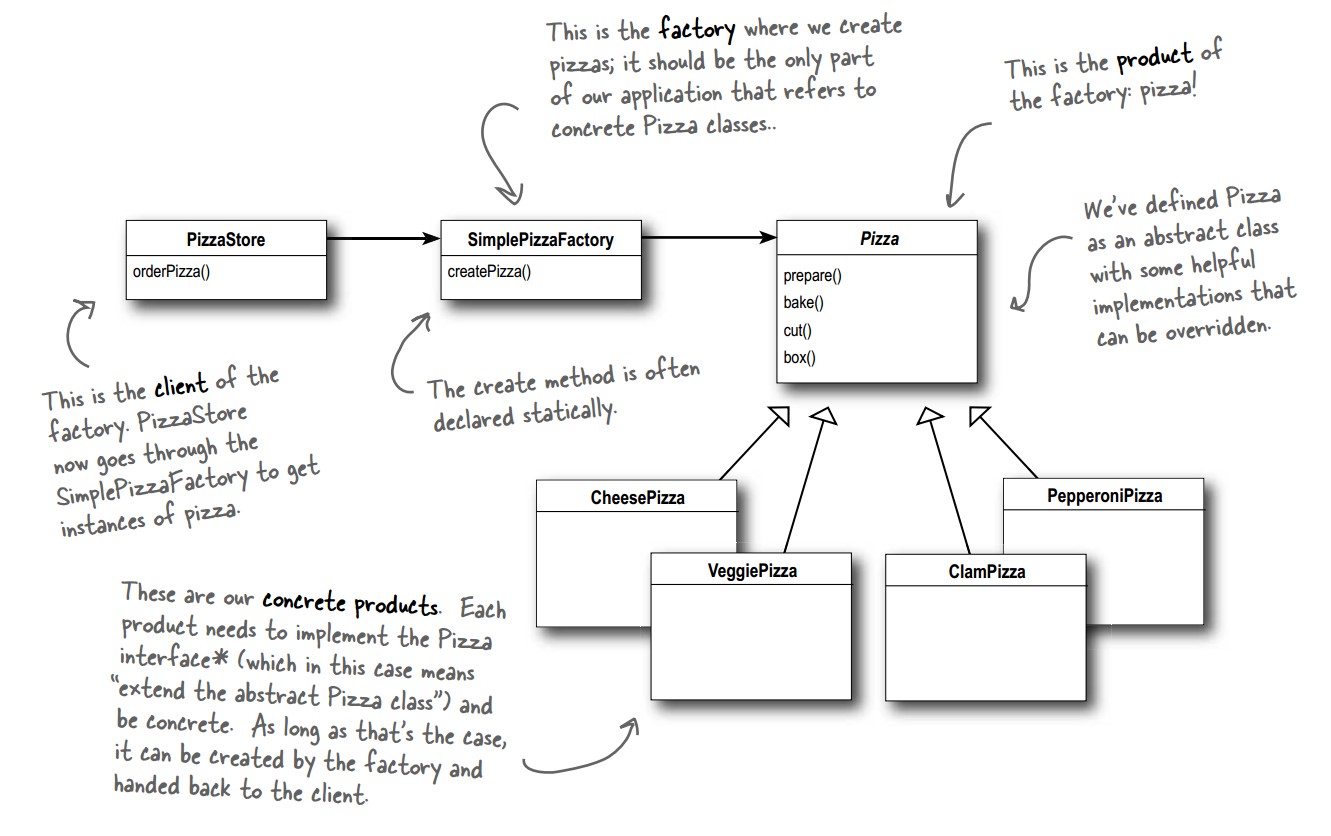 This is the factory where we create
pizzas; it should be the only part
of our application that refers to
concrete Pizza classes..
This is the product of
the factory: pizza!
We've defined Pizza
as an abstract class
with some helpful
implementations that
can be overridden.
PizzaStore
orderPizza()
SimplePizzaFactory
createPizza()
Pizza
prepare()
bake()
cut()
box()
This is the client of the
factory. PizzaStore
now goes through the
SimplePizzaFactory to get
instances of pizza.
The create method is often
declared statically.
CheesePizza
VeggiePizza
ClamPizza
PepperoniPizza
These are our concrete products. Each
product needs to implement the Pizza
interface* (which in this case means
“extend the abstract Pizza class”) and
be concrete. As long as that's the case,
it can be created by the factory and
handed back to the client.